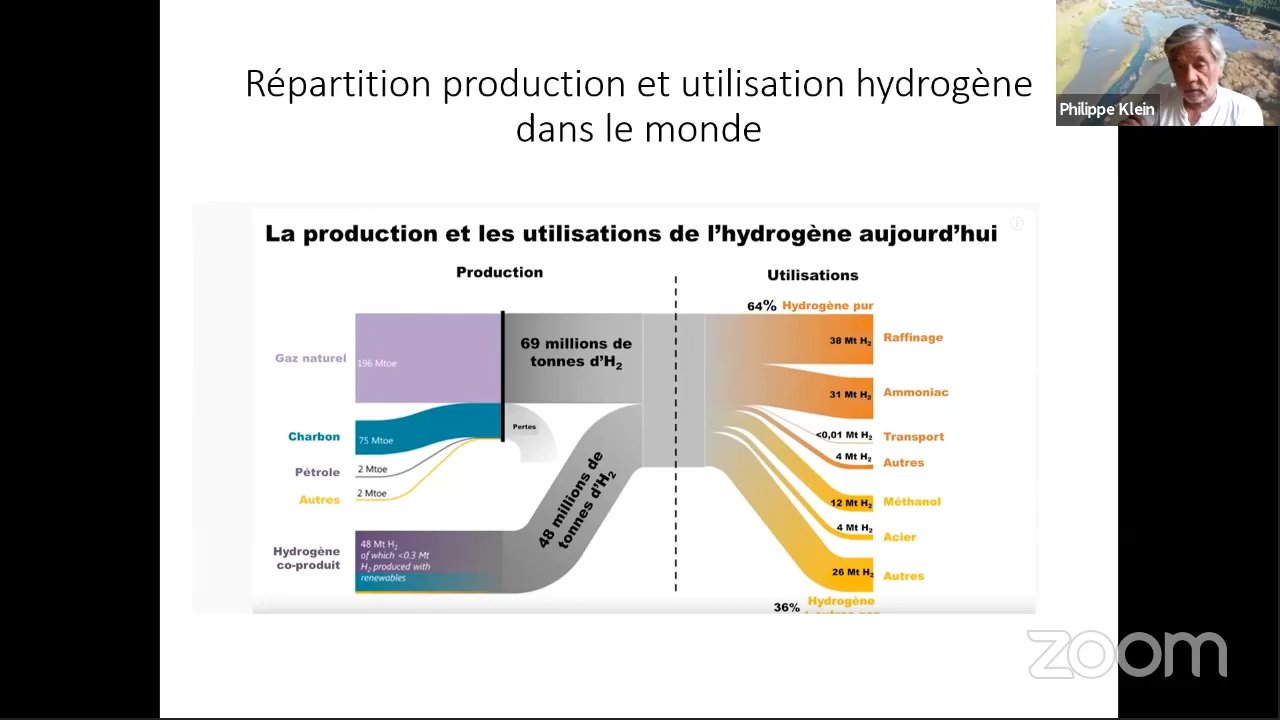 Répartition production et utilisation hydrogène
dans le monde
Philippe Klein
La production et les utilisations de l'hydrogène aujourd'hui
Production
Utilisations
64% Hydrogène pur
69 millions de
tonnes d'H₂
Gaz naturel
196 Mtoe
38 Mt H₂
Raffinage
31 Mt H₂
Ammoniac
Pertes
Charbon
75 Mtoe
<0,01 Mt H₂
Transport
Pétrole
2 Mtoe
4 Mt H₂
Autres
Autres
2 Mtoe
48 millions de
tonnes d'H₂
12 Mt H₂
Méthanol
4 Mt H₂
Acier
Hydrogène
co-produit
48 Mt H₂
of which <0.3 Mt
H₂ produced with
renewables
26 Mt H₂
Autres
36% Hydrogène
zoom